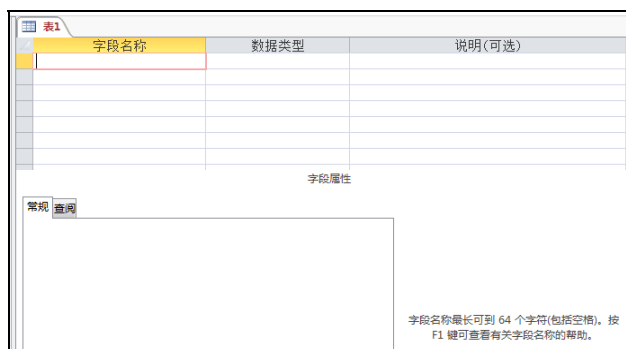 表1
字段名称 数据类型 说明(可选)
字段属性
常规 查阅
字段名称最长可到 64 个字符(包括空格)。按
F1 键可查看有关字段名称的帮助。